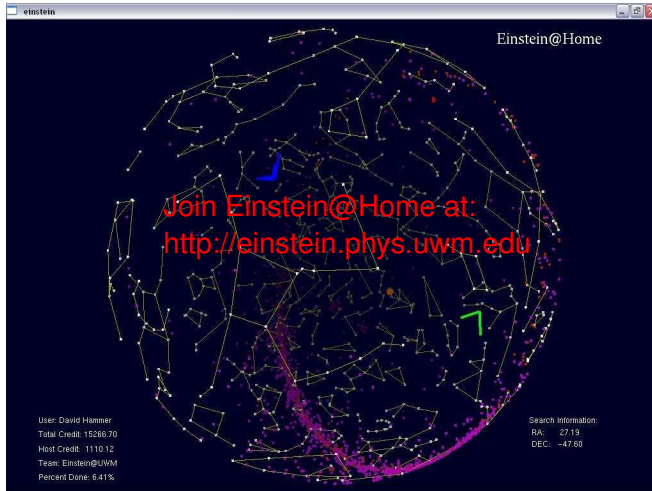 einstein
Einstein@Home
Join Einstein@Home at:
http://einstein.phys.uwm.edu
User: David Hammer
Total Credit: 15266.70
Host Credit: 1110.12
Team: Einstein@UWM
Percent Done: 6.41%
Search Information:
RA: 27.19
DEC: -47.60